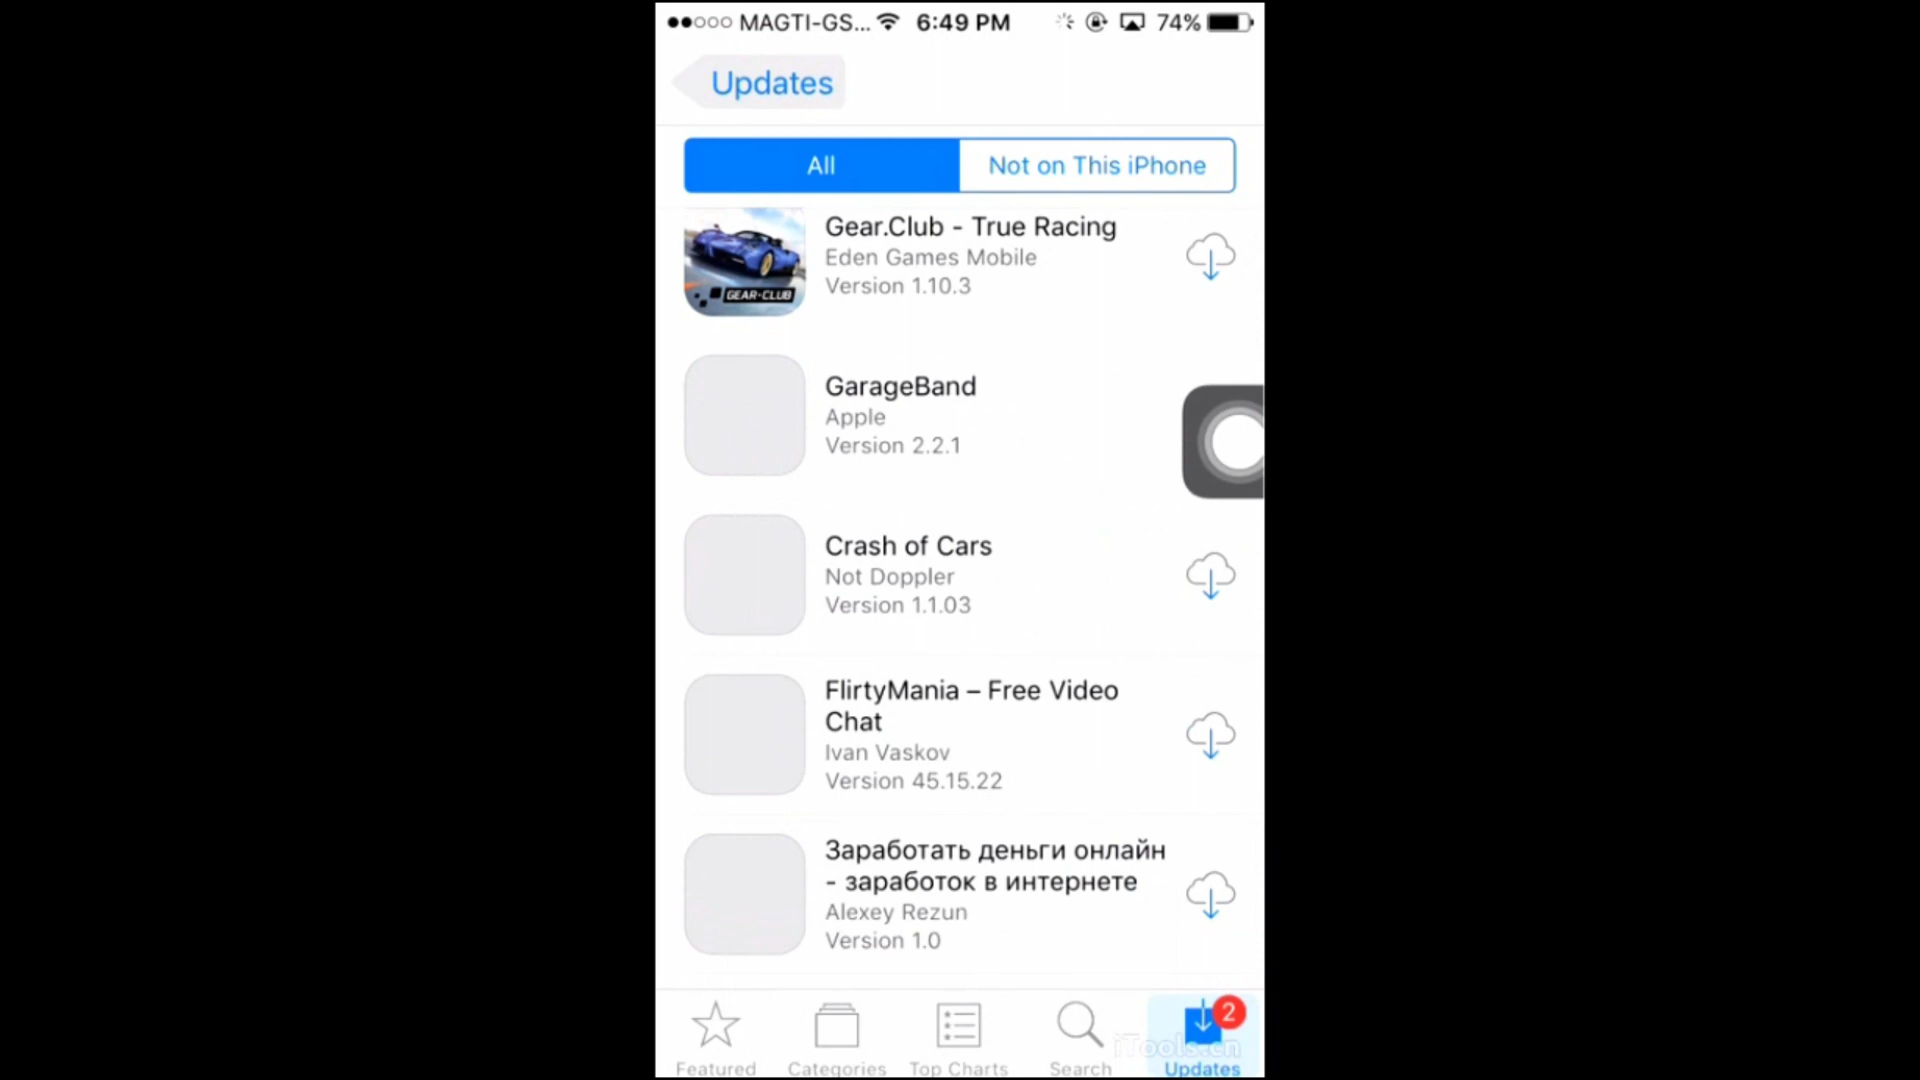 MAGTI-GS... 6:49 PM 74%
Updates
All
Not on This iPhone
Gear.Club - True Racing
Eden Games Mobile
Version 1.10.3
GEAR·CLUB
GarageBand
Apple
Version 2.2.1
Crash of Cars
Not Doppler
Version 1.1.03
FlirtyMania – Free Video
Chat
Ivan Vaskov
Version 45.15.22
Заработать деньги онлайн
- заработок в интернете
Alexey Rezun
Version 1.0
2
iTools.cn
Featured
Categories
Top Charts
Search
Updates